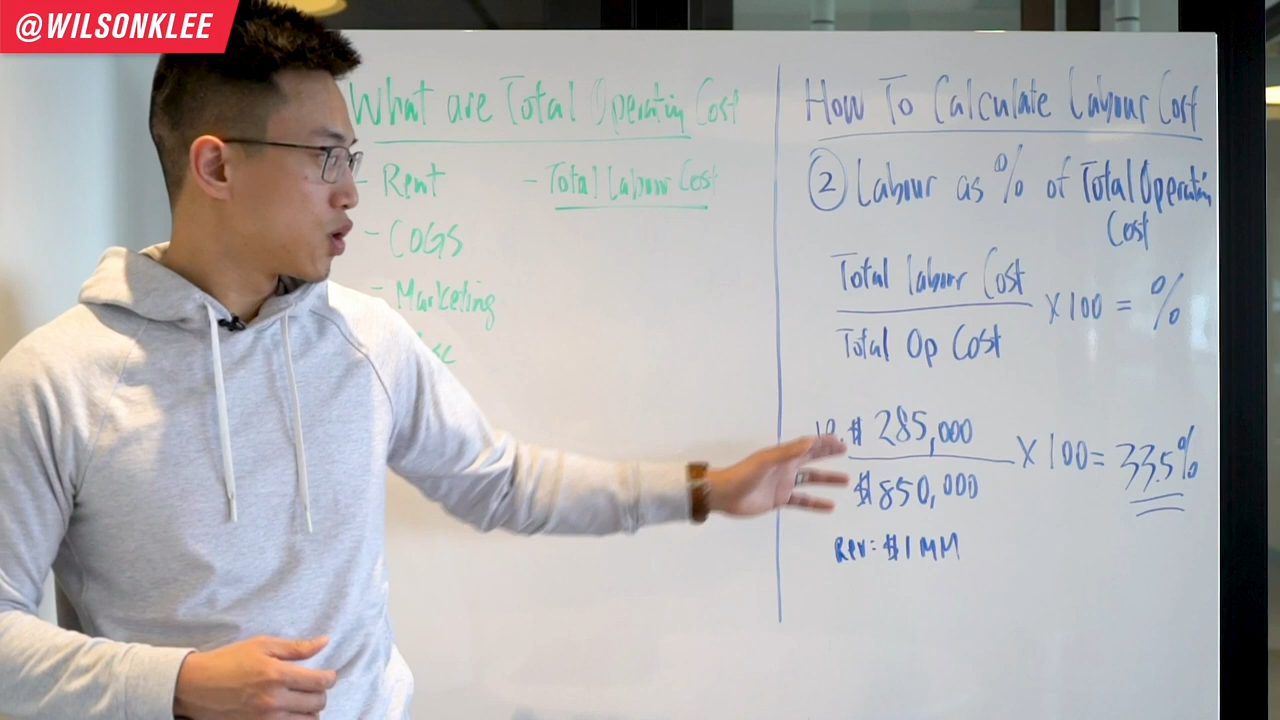 @WILSONKLEE
What are Total Operating Cost
- Rent
- COGS
- Marketing
- Total Labour Cost
How To Calculate Labour Cost
② Labour as % of Total Operating
Cost
Total labour Cost
Total Op Cost
X 100 = %
$ 285,000
$ 850,000
X 100 = 33.5%
Rev: $1 MM